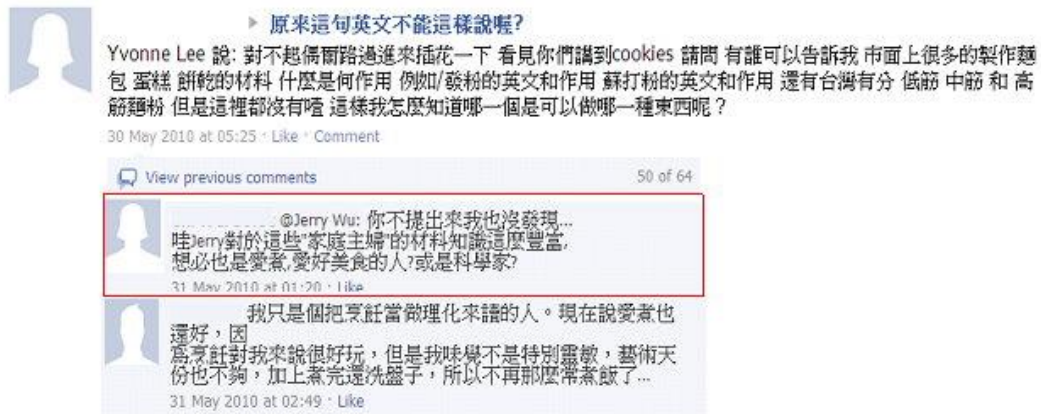 原來這句英文不能這樣說喔?
Yvonne Lee 說: 對不起偶爾路過進來插花一下 看見你們講到cookies 請問 有誰可以告訴我 市面上很多的製作麵
包 蛋糕 餅乾的材料 什麼是何作用 例如/發粉的英文和作用 蘇打粉的英文和作用 還有台灣有分 低筋 中筋 和 高
筋麵粉 但是這裡都沒有噎 這樣我怎麼知道哪一個是可以做哪一種東西呢?
30 May 2010 at 05:25 · Like · Comment
View previous comments 50 of 64
@Jerry Wu: 你不提出來我也沒發現...
哇Jerry對於這些"家庭主婦"的材料知識這麼豐富,
想必也是愛煮,愛好美食的人?或是科學家?
31 May 2010 at 01:20 · Like
我只是個把烹飪當做理化來讀的人。現在說愛煮也
還好,因
為烹飪對我來說很好玩,但是我味覺不是特別靈敏,藝術天
份也不夠,加上煮完還洗盤子,所以不再那麼常煮飯了...
31 May 2010 at 02:49 · Like